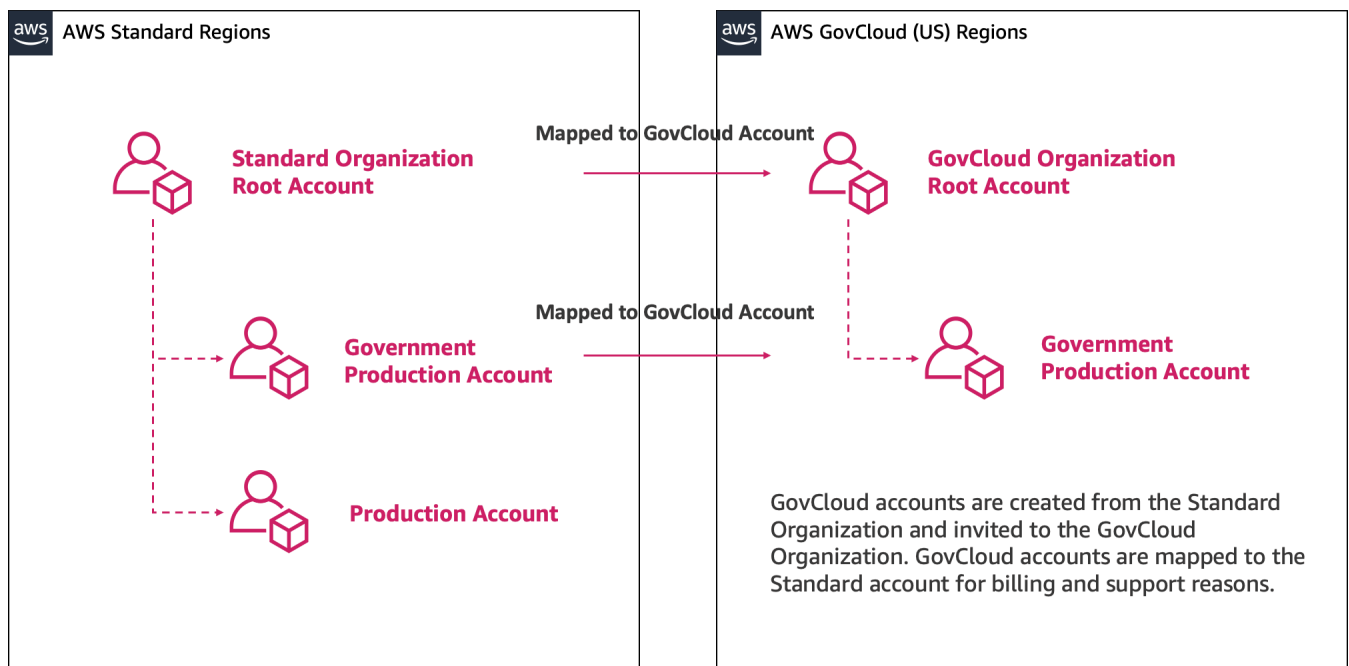 aws
AWS Standard Regions
aws
AWS GovCloud (US) Regions
Mapped to GovCloud Account
Standard Organization
Root Account
GovCloud Organization
Root Account
Mapped to GovCloud Account
Government
Production Account
Government
Production Account
Production Account
GovCloud accounts are created from the Standard
Organization and invited to the GovCloud
Organization. GovCloud accounts are mapped to the
Standard account for billing and support reasons.